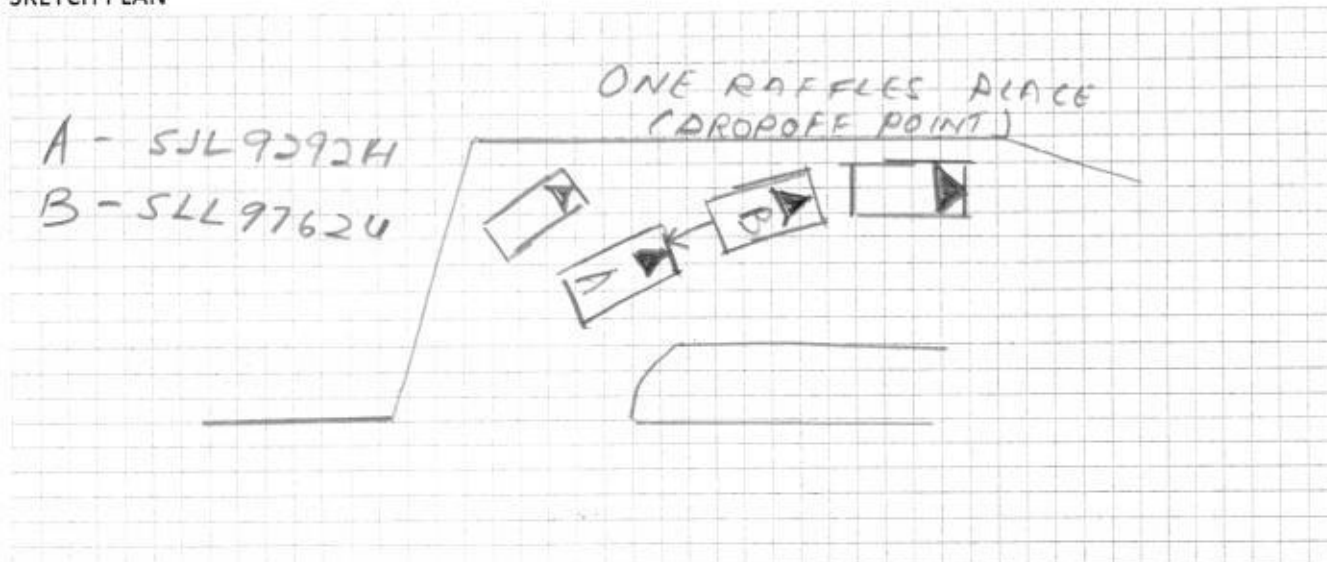 SKETCH PLAN
ONE RAFFLES PLACE
(DROPOFF POINT)
A - SJL9292H
B - SLL9762U
B
A